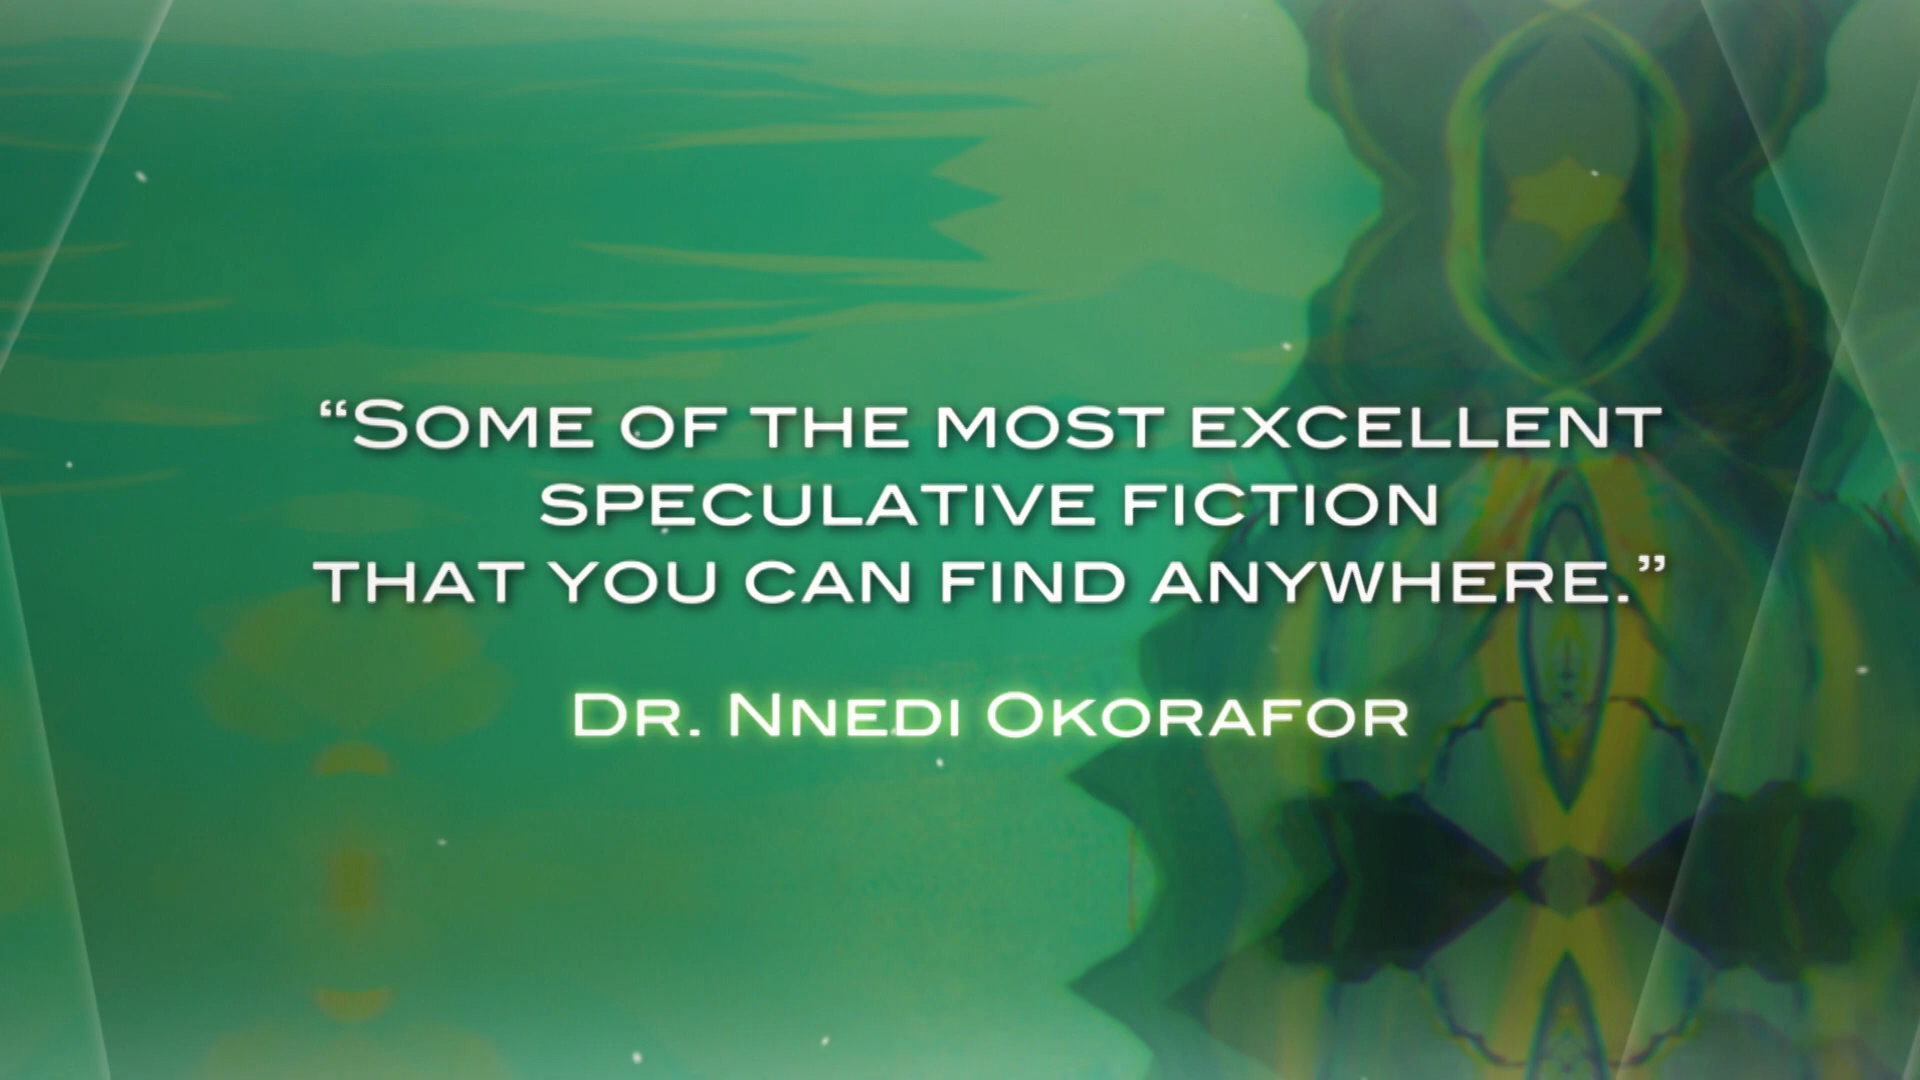 “Some of the most excellent
speculative fiction
that you can find anywhere.”
Dr. Nnedi Okorafor